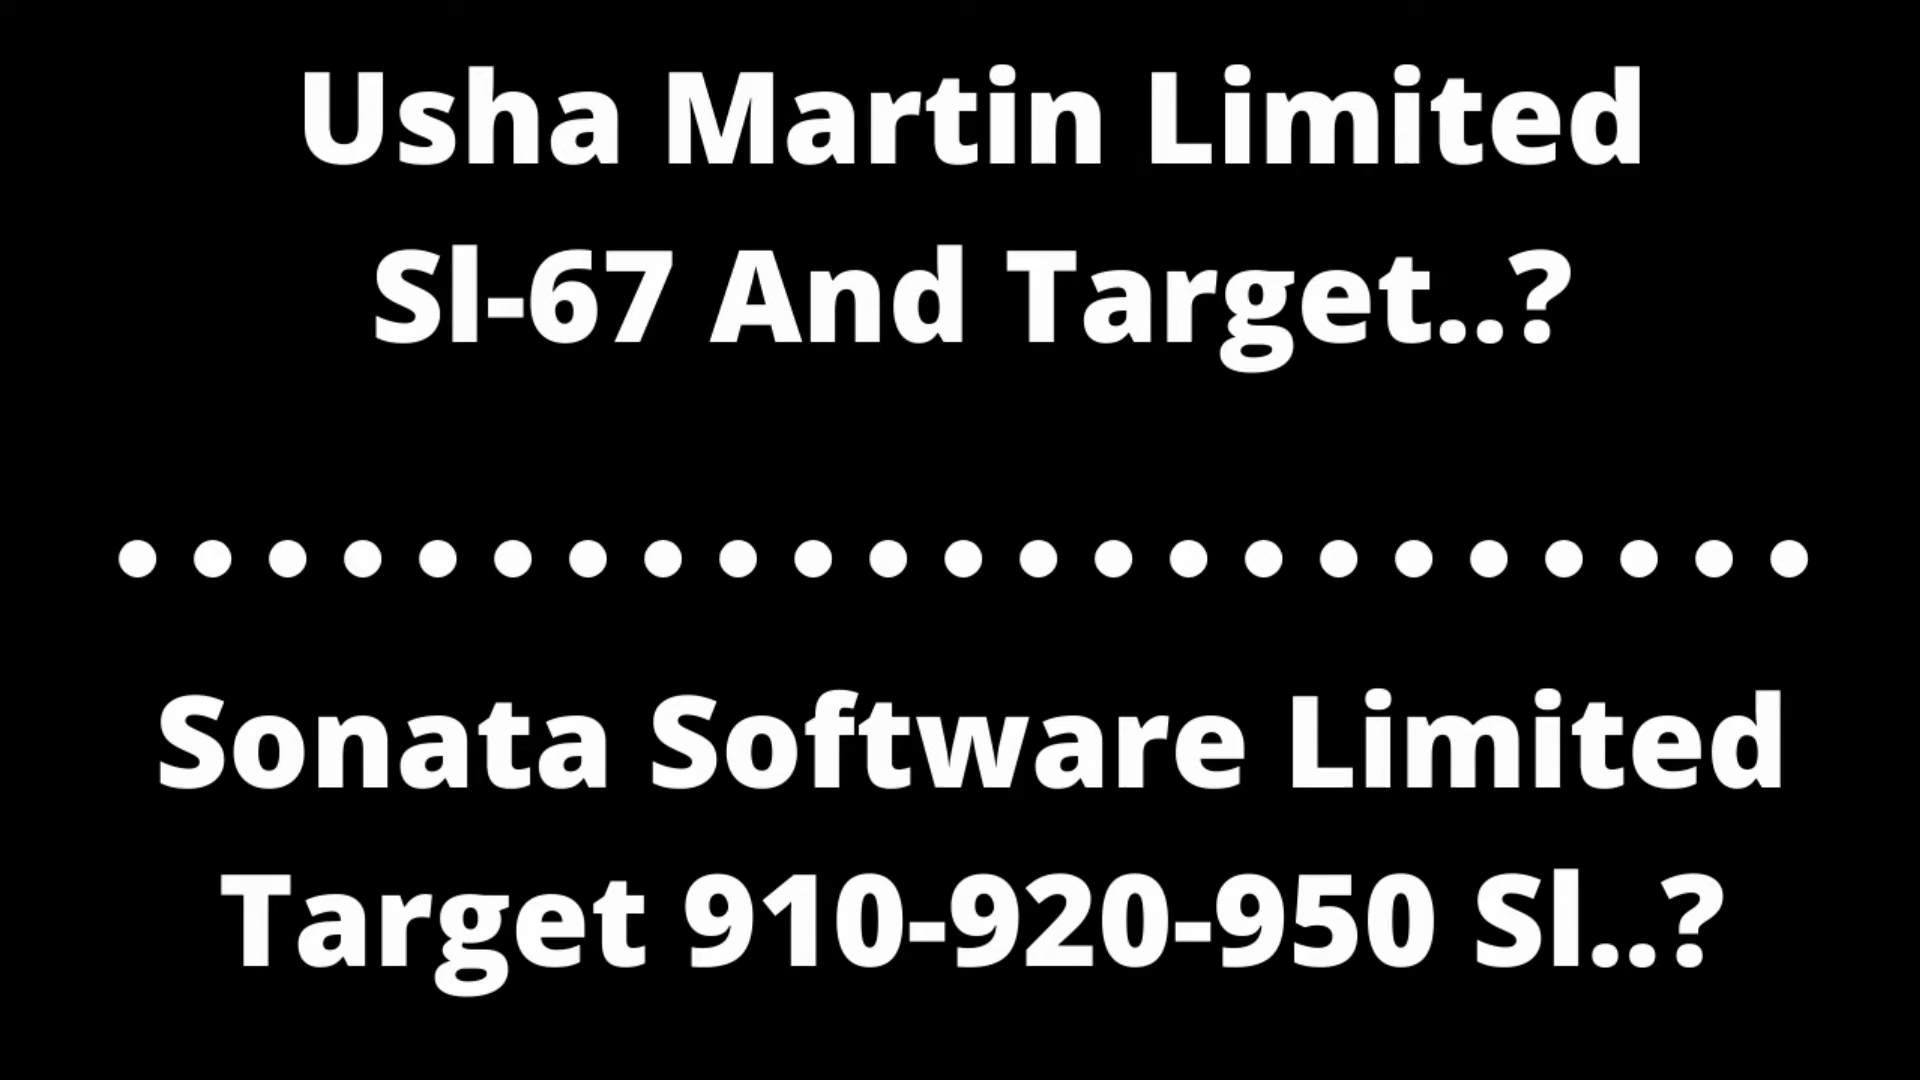 Usha Martin Limited
Sl-67 And Target..?
.......................
Sonata Software Limited
Target 910-920-950 Sl..?